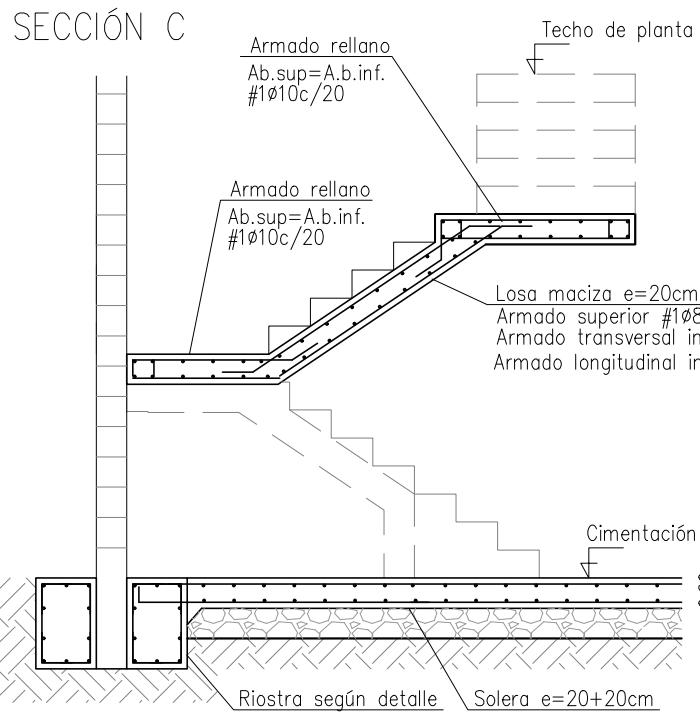 SECCIÓN C
Techo de planta
Armado rellano
Ab.sup=A.b.inf.
#1ø10c/20
Armado rellano
Ab.sup=A.b.inf.
#1ø10c/20
Losa maciza e=20cm
Armado superior #1ø8
Armado transversal in
Armado longitudinal in
Cimentación
Riostra según detalle
Solera e=20+20cm